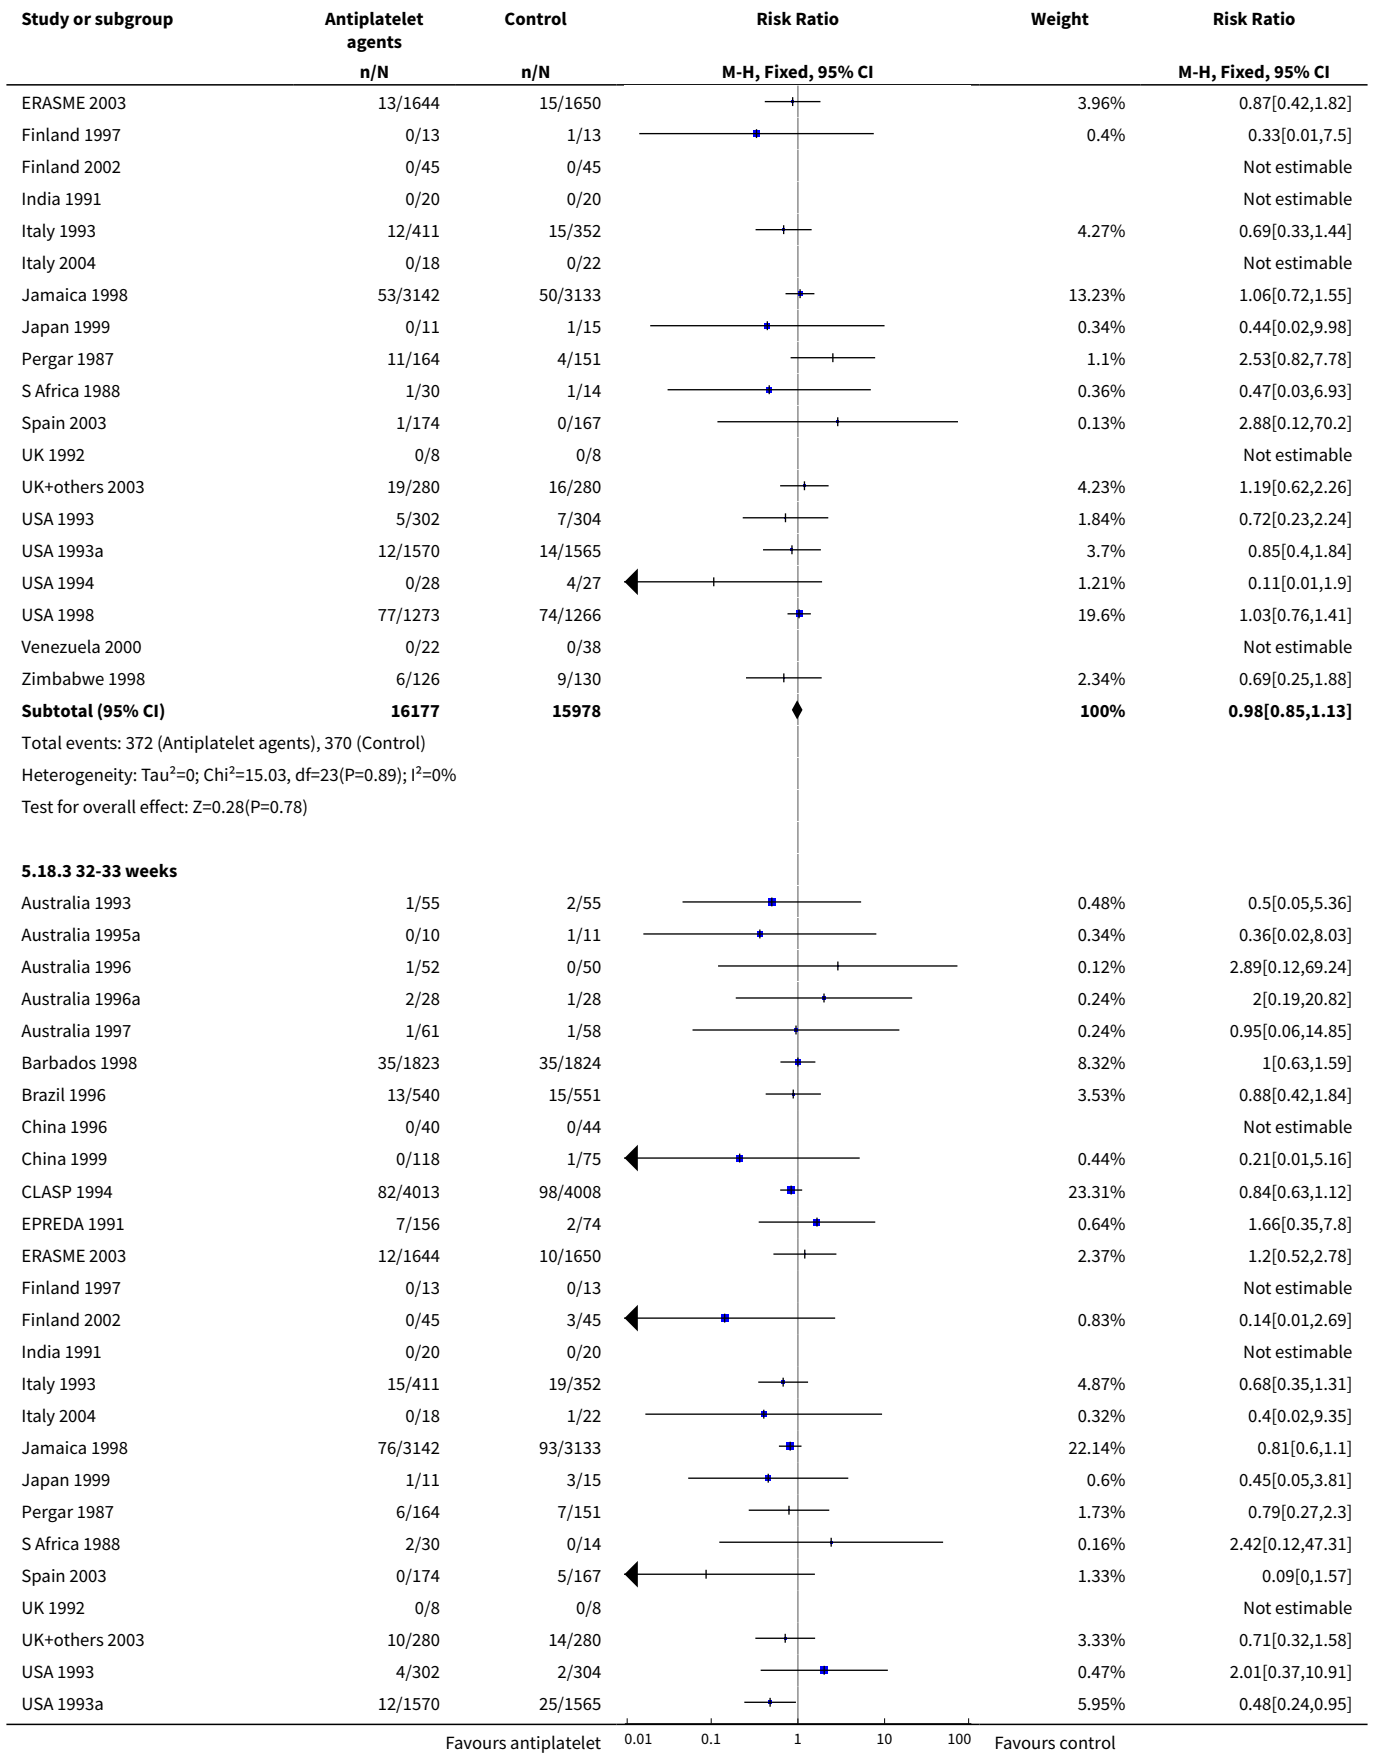 Study or subgroup Antiplatelet agents Control Risk Ratio Weight Risk Ratio
n/N n/N M-H, Fixed, 95% CI M-H, Fixed, 95% CI
ERASME 2003 13/1644 15/1650 3.96% 0.87[0.42,1.82]
Finland 1997 0/13 1/13 0.4% 0.33[0.01,7.5]
Finland 2002 0/45 0/45 Not estimable
India 1991 0/20 0/20 Not estimable
Italy 1993 12/411 15/352 4.27% 0.69[0.33,1.44]
Italy 2004 0/18 0/22 Not estimable
Jamaica 1998 53/3142 50/3133 13.23% 1.06[0.72,1.55]
Japan 1999 0/11 1/15 0.34% 0.44[0.02,9.98]
Pergar 1987 11/164 4/151 1.1% 2.53[0.82,7.78]
S Africa 1988 1/30 1/14 0.36% 0.47[0.03,6.93]
Spain 2003 1/174 0/167 0.13% 2.88[0.12,70.2]
UK 1992 0/8 0/8 Not estimable
UK+others 2003 19/280 16/280 4.23% 1.19[0.62,2.26]
USA 1993 5/302 7/304 1.84% 0.72[0.23,2.24]
USA 1993a 12/1570 14/1565 3.7% 0.85[0.4,1.84]
USA 1994 0/28 4/27 1.21% 0.11[0.01,1.9]
USA 1998 77/1273 74/1266 19.6% 1.03[0.76,1.41]
Venezuela 2000 0/22 0/38 Not estimable
Zimbabwe 1998 6/126 9/130 2.34% 0.69[0.25,1.88]
Subtotal (95% CI) 16177 15978 100% 0.98[0.85,1.13]
Total events: 372 (Antiplatelet agents), 370 (Control)
Heterogeneity: Tau²=0; Chi²=15.03, df=23(P=0.89); I²=0%
Test for overall effect: Z=0.28(P=0.78)
5.18.3 32-33 weeks
Australia 1993 1/55 2/55 0.48% 0.5[0.05,5.36]
Australia 1995a 0/10 1/11 0.34% 0.36[0.02,8.03]
Australia 1996 1/52 0/50 0.12% 2.89[0.12,69.24]
Australia 1996a 2/28 1/28 0.24% 2[0.19,20.82]
Australia 1997 1/61 1/58 0.24% 0.95[0.06,14.85]
Barbados 1998 35/1823 35/1824 8.32% 1[0.63,1.59]
Brazil 1996 13/540 15/551 3.53% 0.88[0.42,1.84]
China 1996 0/40 0/44 Not estimable
China 1999 0/118 1/75 0.44% 0.21[0.01,5.16]
CLASP 1994 82/4013 98/4008 23.31% 0.84[0.63,1.12]
EPREDA 1991 7/156 2/74 0.64% 1.66[0.35,7.8]
ERASME 2003 12/1644 10/1650 2.37% 1.2[0.52,2.78]
Finland 1997 0/13 0/13 Not estimable
Finland 2002 0/45 3/45 0.83% 0.14[0.01,2.69]
India 1991 0/20 0/20 Not estimable
Italy 1993 15/411 19/352 4.87% 0.68[0.35,1.31]
Italy 2004 0/18 1/22 0.32% 0.4[0.02,9.35]
Jamaica 1998 76/3142 93/3133 22.14% 0.81[0.6,1.1]
Japan 1999 1/11 3/15 0.6% 0.45[0.05,3.81]
Pergar 1987 6/164 7/151 1.73% 0.79[0.27,2.3]
S Africa 1988 2/30 0/14 0.16% 2.42[0.12,47.31]
Spain 2003 0/174 5/167 1.33% 0.09[0,1.57]
UK 1992 0/8 0/8 Not estimable
UK+others 2003 10/280 14/280 3.33% 0.71[0.32,1.58]
USA 1993 4/302 2/304 0.47% 2.01[0.37,10.91]
USA 1993a 12/1570 25/1565 5.95% 0.48[0.24,0.95]
Favours antiplatelet 0.01 0.1 1 10 100 Favours control